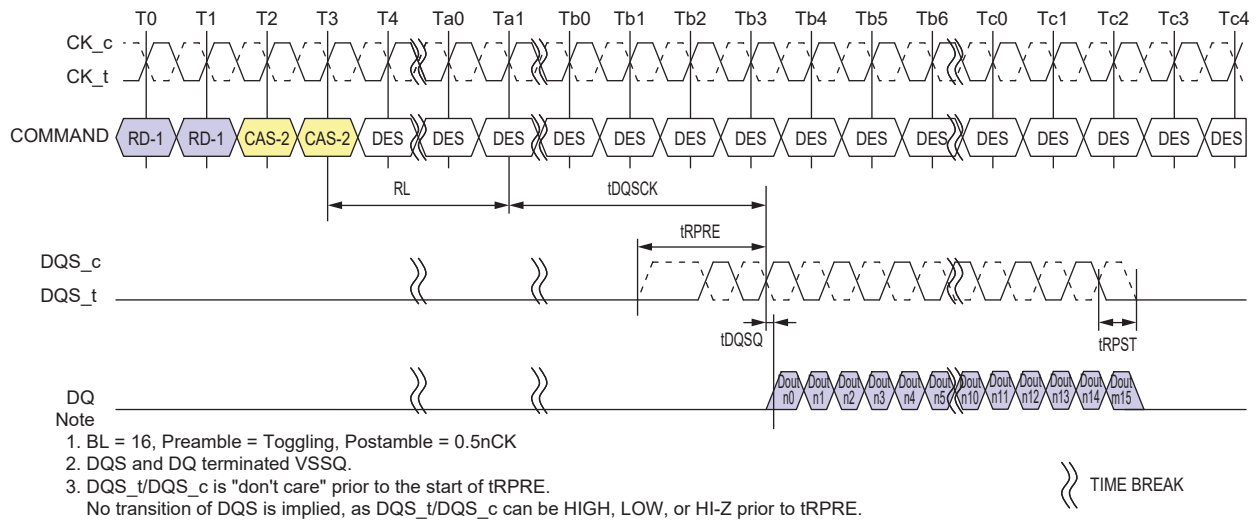 T0 T1 T2 T3 T4 Ta0 Ta1 Tb0 Tb1 Tb2 Tb3 Tb4 Tb5 Tb6 Tc0 Tc1 Tc2 Tc3 Tc4
CK_c
CK_t
COMMAND RD-1 RD-1 CAS-2 CAS-2 DES DES DES DES DES DES DES DES DES DES DES DES DES DES DES
RL tDQSCK
tRPRE
DQS_c
DQS_t
tDQSQ tRPST
DQ Dout n0 Dout n1 Dout n2 Dout n3 Dout n4 Dout n5 Dout n10 Dout n11 Dout n12 Dout n13 Dout n14 Dout m15
Note
1. BL = 16, Preamble = Toggling, Postamble = 0.5nCK
2. DQS and DQ terminated VSSQ.
3. DQS_t/DQS_c is "don't care" prior to the start of tRPRE.
No transition of DQS is implied, as DQS_t/DQS_c can be HIGH, LOW, or HI-Z prior to tRPRE.
TIME BREAK